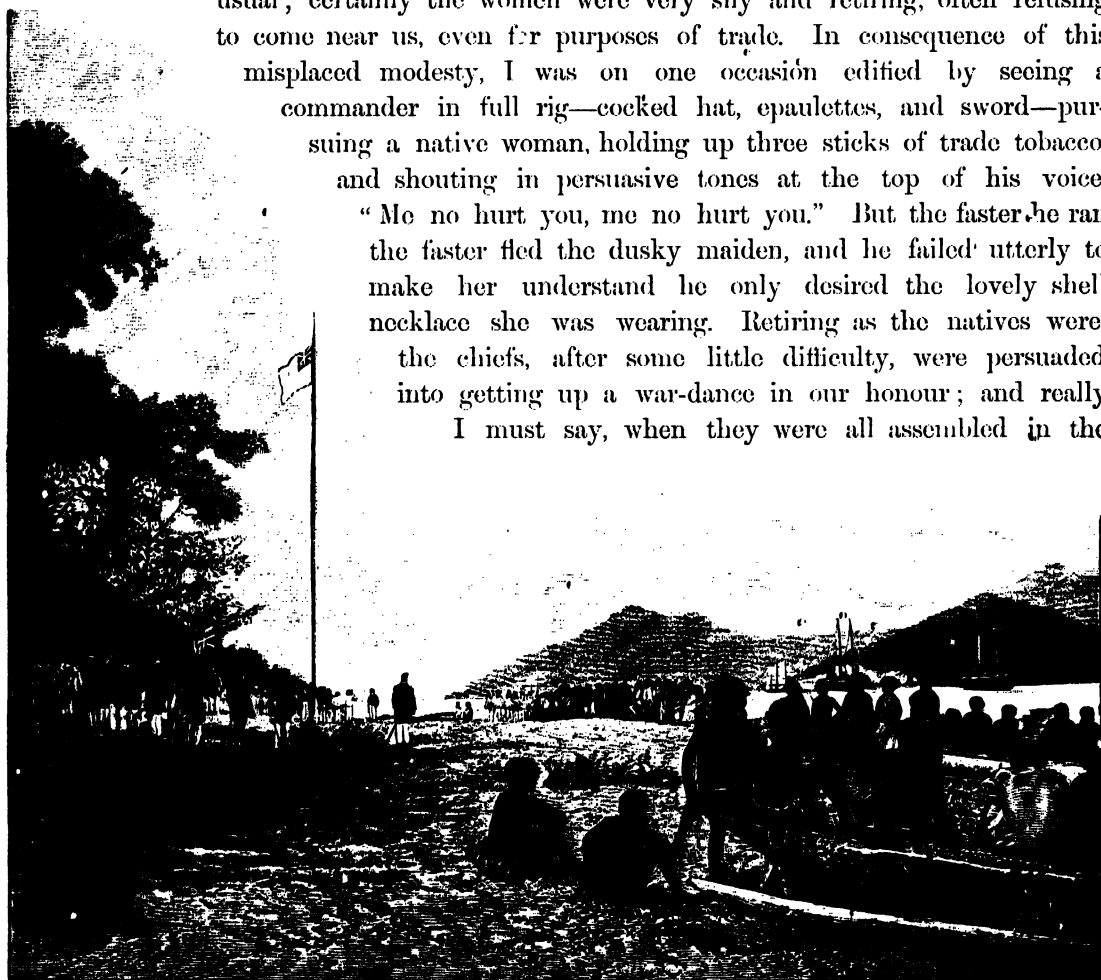 usual; certainly the women were very shy and retiring, often refusing
to come near us, even for purposes of trade. In consequence of this
misplaced modesty, I was on one occasion edified by seeing a
commander in full rig—cocked hat, epaulettes, and sword—pur-
suing a native woman, holding up three sticks of trade tobacco
and shouting in persuasive tones at the top of his voice
“Me no hurt you, me no hurt you.” But the faster he ran
the faster fled the dusky maiden, and he failed utterly to
make her understand he only desired the lovely shell
necklace she was wearing. Retiring as the natives were
the chiefs, after some little difficulty, were persuaded
into getting up a war-dance in our honour; and really
I must say, when they were all assembled in the